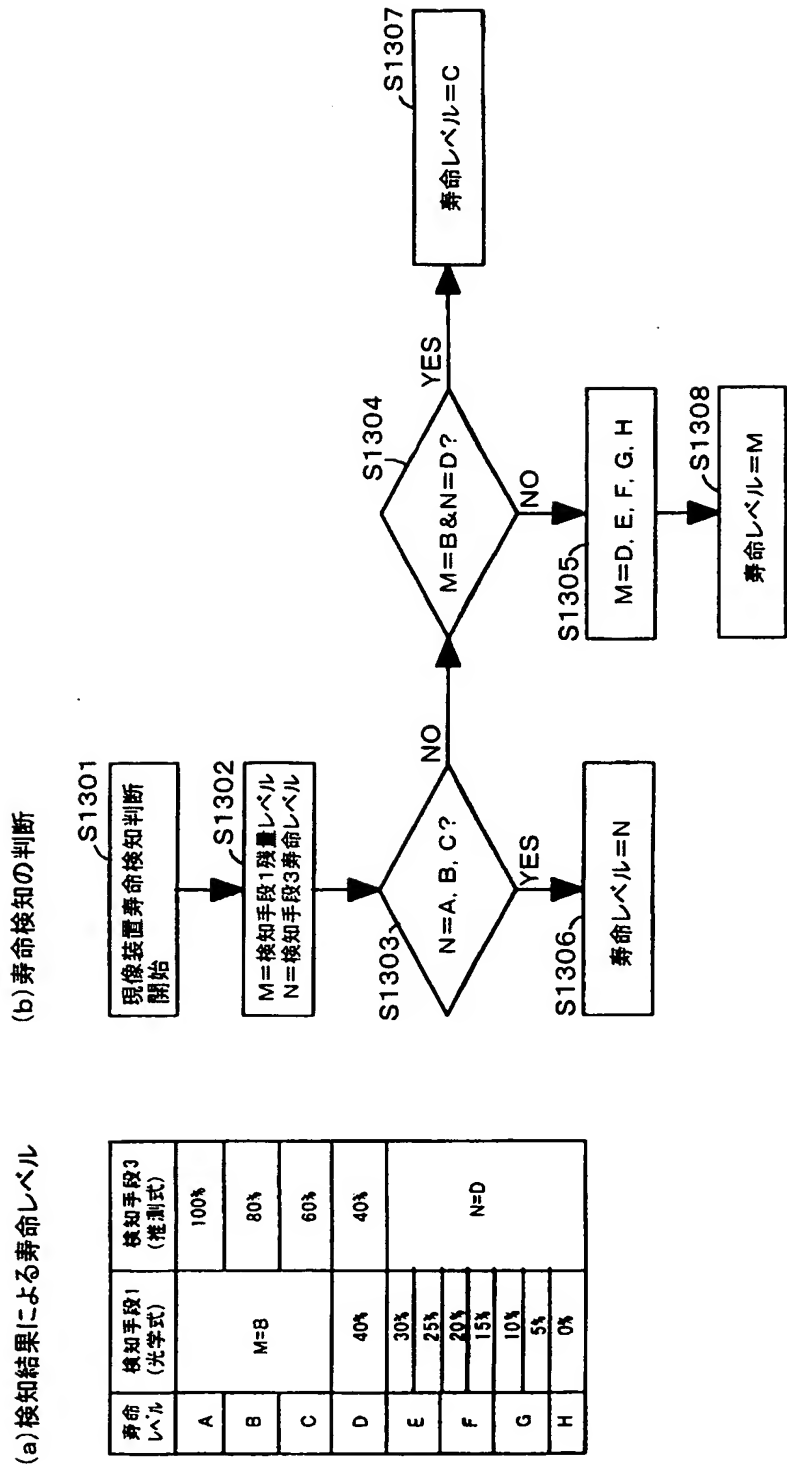 (a)検知結果による寿命レベル
寿命
レベル
検知手段1
(光学式)
検知手段3
(推測式)
A
M=B
100%
B
80%
C
60%
D
40%
40%
E
30%
N=D
25%
F
20%
15%
G
10%
5%
H
0%
(b)寿命検知の判断
S1301
現像装置寿命検知判断
開始
S1302
M=検知手段1残量レベル
N=検知手段3寿命レベル
S1303
N=A, B, C?
NO
YES
S1306
寿命レベル=N
S1304
M=B&N=D?
YES
NO
S1307
寿命レベル=C
S1305
M=D, E, F, G, H
S1308
寿命レベル=M